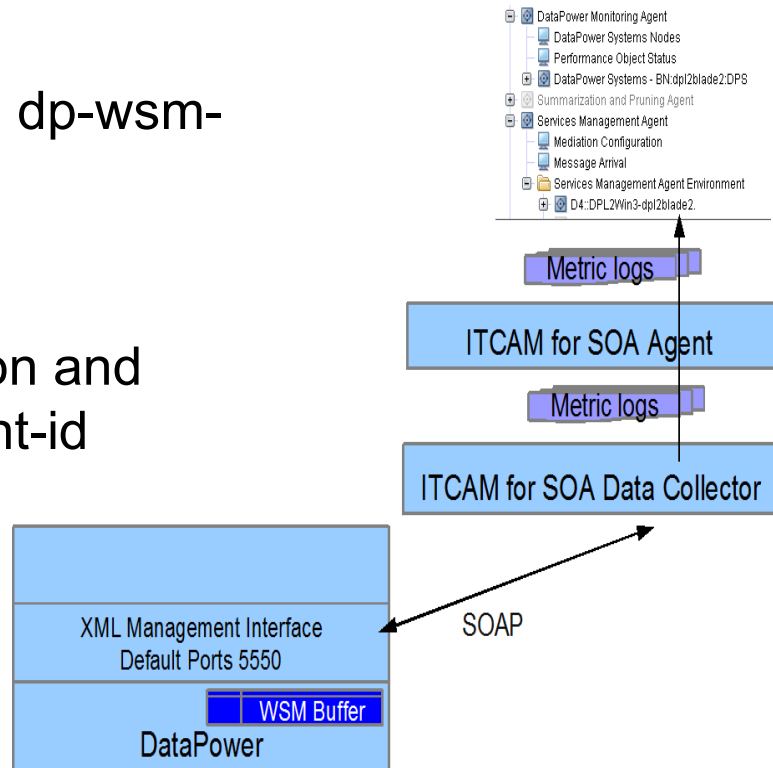 DataPower Monitoring Agent
DataPower Systems Nodes
Performance Object Status
DataPower Systems - BN:dpl2blade2:DPS
Summarization and Pruning Agent
Services Management Agent
Mediation Configuration
Message Arrival
Services Management Agent Environment
D4::DPL2Win3-dpl2blade2.
dp-wsm-
Metric logs
ITCAM for SOA Agent
on and
nt-id
Metric logs
ITCAM for SOA Data Collector
SOAP
XML Management Interface
Default Ports 5550
WSM Buffer
DataPower